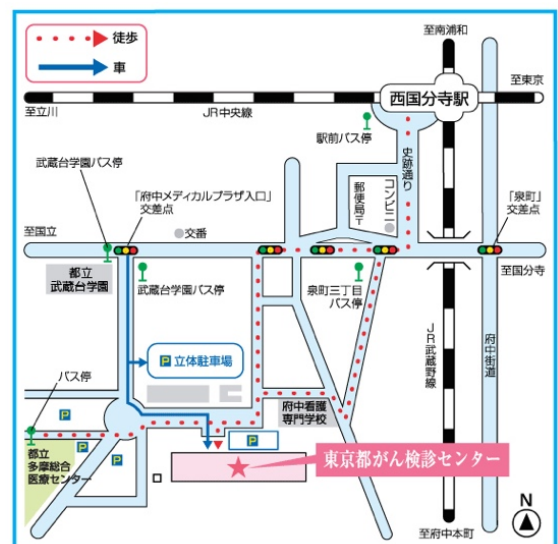 徒歩
車
至南浦和
至東京
西国分寺駅
至立川
JR中央線
駅前バス停
史跡通り
武蔵台学園バス停
「府中メディカルプラザ入口」
交差点
郵便局〒
コンビニ
「泉町」
交差点
至国立
交番
至国分寺
都立
武蔵台学園
武蔵台学園バス停
泉町三丁目
バス停
JR武蔵野線
府中街道
P 立体駐車場
バス停
P
府中看護
専門学校
P
P
P
都立
多摩総合
医療センター
東京都がん検診センター
N
至府中本町